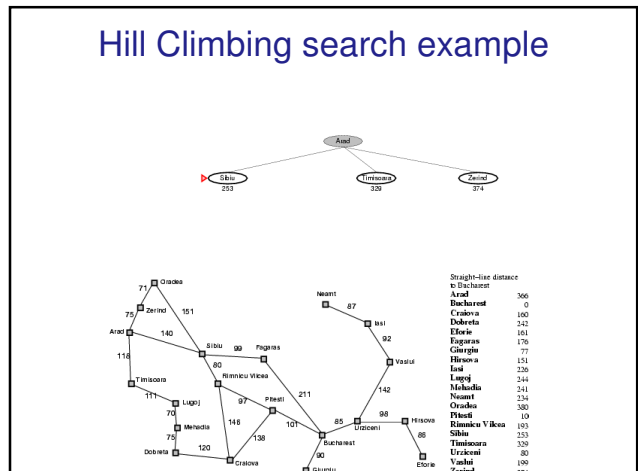 Hill Climbing search example
Arad
Sibiu
Timisoara
Zerind
253
329
374
Oradea
71
Neamt
87
Zerind
151
75
Iasi
Arad
140
92
Sibiu
99
Fagaras
118
Vaslui
80
Timisoara
Rimnicu Vilcea
111
Lugoj
97
Pitesti
211
142
70
Mehadia
146
101
85
98
Hirsova
Urziceni
75
138
86
Bucharest
Dobreta
120
90
Craiova
Eforie
Giurgiu
Straight–line distance
to Bucharest
Arad 366
Bucharest 0
Craiova 160
Dobreta 242
Eforie 161
Fagaras 176
Giurgiu 77
Hirsova 151
Iasi 226
Lugoj 244
Mehadia 241
Neamt 234
Oradea 380
Pitesti 10
Rimnicu Vilcea 193
Sibiu 253
Timisoara 329
Urziceni 80
Vaslui 199
Zerind 374